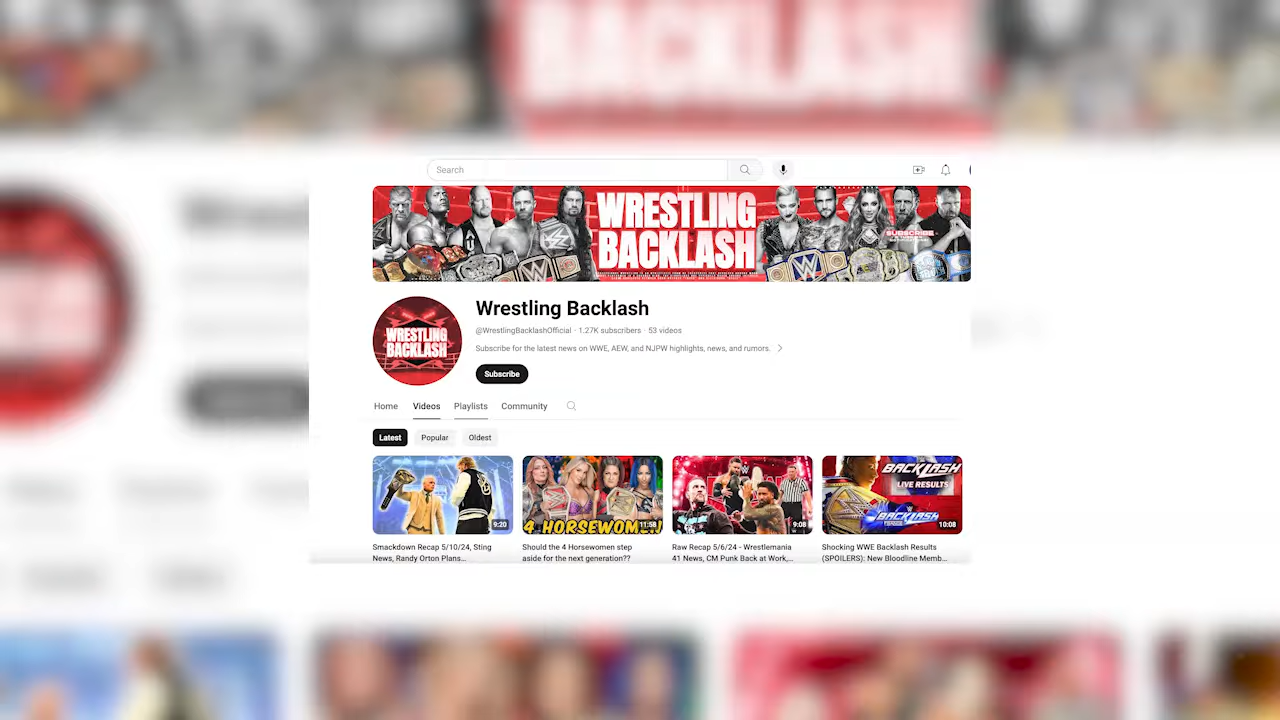 Search
WRESTLING
BACKLASH
SUBSCRIBE
Wrestling Backlash
@WrestlingBacklashOfficial · 1.27K subscribers · 53 videos
WRESTLING
BACKLASH
Subscribe for the latest news on WWE, AEW, and NJPW highlights, news, and rumors.
Subscribe
Home Videos Playlists Community
Latest Popular Oldest
BACKLASH
LIVE RESULTS
BACKLASH
4 HORSEWOMEN
9:20 11:58 9:08 10:08
Smackdown Recap 5/10/24, Sting
News, Randy Orton Plans...
Should the 4 Horsewomen step
aside for the next generation??
Raw Recap 5/6/24 - Wrestlemania
41 News, CM Punk Back at Work,...
Shocking WWE Backlash Results
(SPOILERS): New Bloodline Memb...